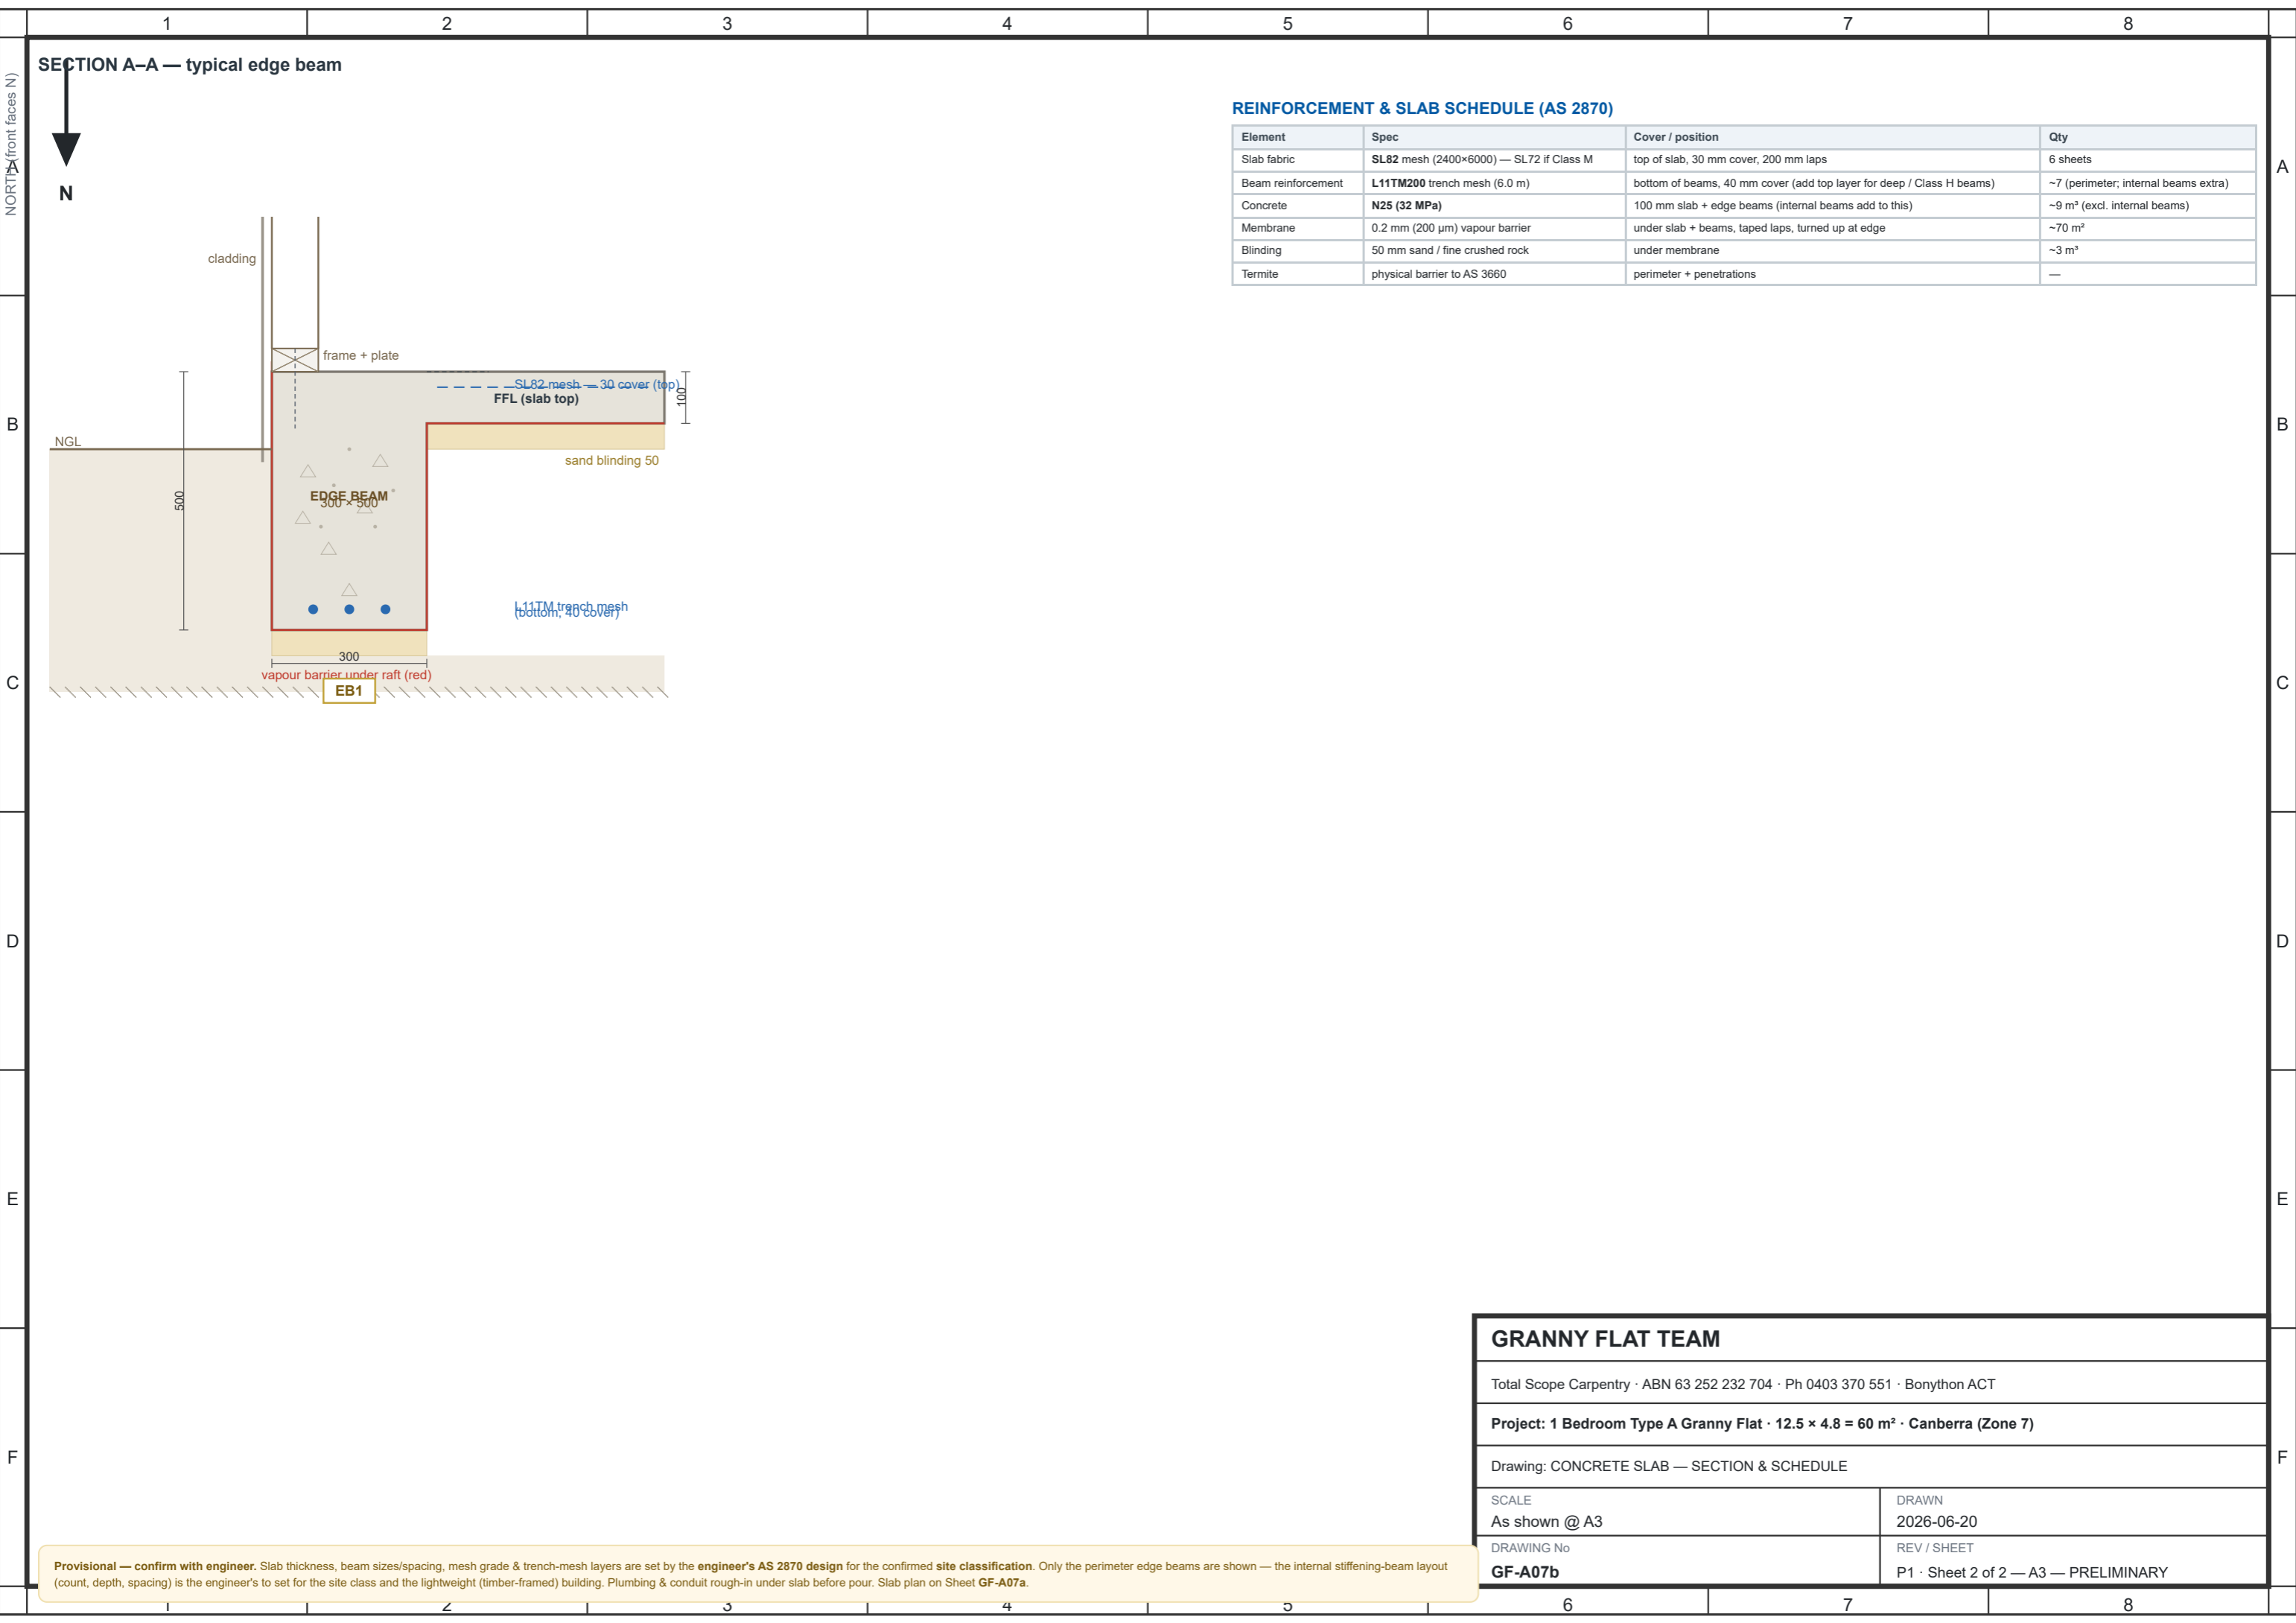 1 2 3 4 5 6 7 8
SECTION A–A — typical edge beam
NORTH (front faces N)
A
N
A
REINFORCEMENT & SLAB SCHEDULE (AS 2870)
Element Spec Cover / position Qty
Slab fabric SL82 mesh (2400×6000) — SL72 if Class M top of slab, 30 mm cover, 200 mm laps 6 sheets
Beam reinforcement L11TM200 trench mesh (6.0 m) bottom of beams, 40 mm cover (add top layer for deep / Class H beams) ~7 (perimeter; internal beams extra)
Concrete N25 (32 MPa) 100 mm slab + edge beams (internal beams add to this) ~9 m³ (excl. internal beams)
Membrane 0.2 mm (200 µm) vapour barrier under slab + beams, taped laps, turned up at edge ~70 m²
Blinding 50 mm sand / fine crushed rock under membrane ~3 m³
Termite physical barrier to AS 3660 perimeter + penetrations —
cladding
frame + plate
SL82 mesh — 30 cover (top)
FFL (slab top)
100
B
B
NGL
sand blinding 50
500
EDGE BEAM
300 × 500
L11TM trench mesh
(bottom, 40 cover)
300
vapour barrier under raft (red)
EB1
C
C
D
D
E
E
F
F
GRANNY FLAT TEAM
Total Scope Carpentry · ABN 63 252 232 704 · Ph 0403 370 551 · Bonython ACT
Project: 1 Bedroom Type A Granny Flat · 12.5 × 4.8 = 60 m² · Canberra (Zone 7)
Drawing: CONCRETE SLAB — SECTION & SCHEDULE
SCALE
As shown @ A3
DRAWN
2026-06-20
DRAWING No
GF-A07b
REV / SHEET
P1 · Sheet 2 of 2 — A3 — PRELIMINARY
Provisional — confirm with engineer. Slab thickness, beam sizes/spacing, mesh grade & trench-mesh layers are set by the engineer's AS 2870 design for the confirmed site classification. Only the perimeter edge beams are shown — the internal stiffening-beam layout
(count, depth, spacing) is the engineer's to set for the site class and the lightweight (timber-framed) building. Plumbing & conduit rough-in under slab before pour. Slab plan on Sheet GF-A07a.
1 2 3 4 5 6 7 8